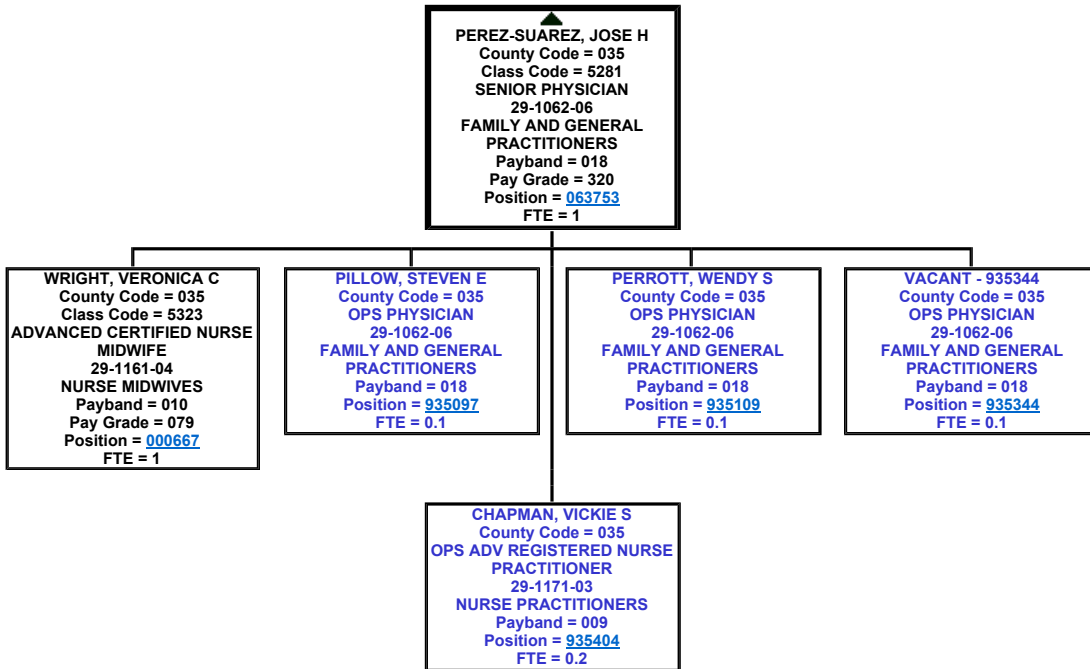 PEREZ-SUAREZ, JOSE H
County Code = 035
Class Code = 5281
SENIOR PHYSICIAN
29-1062-06
FAMILY AND GENERAL
PRACTITIONERS
Payband = 018
Pay Grade = 320
Position = 063753
FTE = 1
WRIGHT, VERONICA C
County Code = 035
Class Code = 5323
ADVANCED CERTIFIED NURSE
MIDWIFE
29-1161-04
NURSE MIDWIVES
Payband = 010
Pay Grade = 079
Position = 000667
FTE = 1
PILLOW, STEVEN E
County Code = 035
OPS PHYSICIAN
29-1062-06
FAMILY AND GENERAL
PRACTITIONERS
Payband = 018
Position = 935097
FTE = 0.1
PERROTT, WENDY S
County Code = 035
OPS PHYSICIAN
29-1062-06
FAMILY AND GENERAL
PRACTITIONERS
Payband = 018
Position = 935109
FTE = 0.1
VACANT - 935344
County Code = 035
OPS PHYSICIAN
29-1062-06
FAMILY AND GENERAL
PRACTITIONERS
Payband = 018
Position = 935344
FTE = 0.1
CHAPMAN, VICKIE S
County Code = 035
OPS ADV REGISTERED NURSE
PRACTITIONER
29-1171-03
NURSE PRACTITIONERS
Payband = 009
Position = 935404
FTE = 0.2